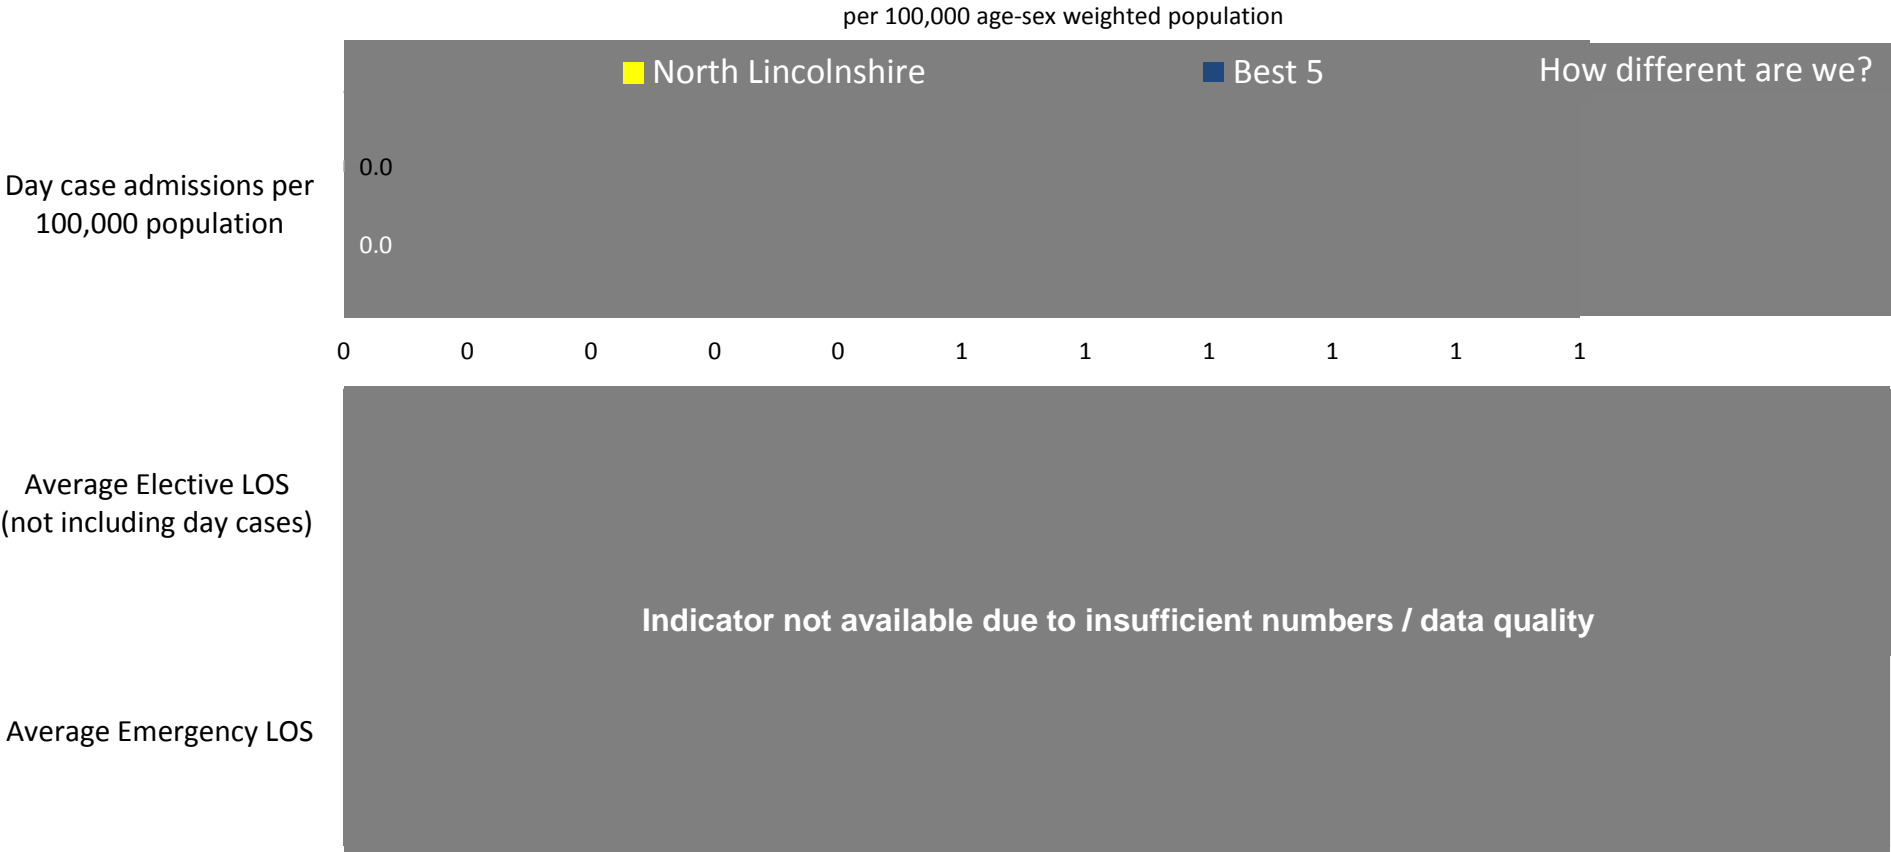 per 100,000 age-sex weighted population
North Lincolnshire Best 5 How different are we?
Day case admissions per
100,000 population
0.0
0.0
0 0 0 0 0 1 1 1 1 1 1
Average Elective LOS
(not including day cases)
Indicator not available due to insufficient numbers / data quality
Average Emergency LOS